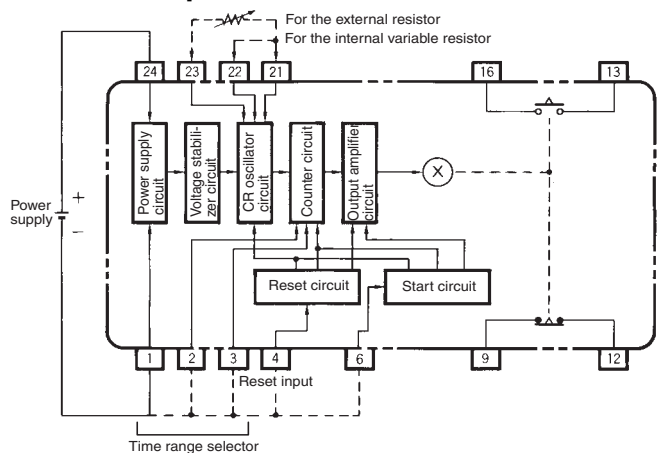 For the external resistor
For the internal variable resistor
24
23
22
21
16
13
Power supply
circuit
Voltage stabili-
zer circuit
CR oscillator
circuit
Counter circuit
Output amplifier
circuit
X
Power
supply
+
−
Reset circuit
Start circuit
1
2
3
4
6
9
12
Reset input
Time range selector